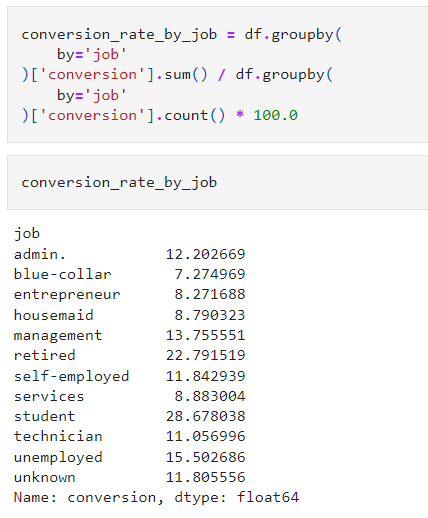 conversion_rate_by_job = df.groupby(
    by='job'
)['conversion'].sum() / df.groupby(
    by='job'
)['conversion'].count() * 100.0
conversion_rate_by_job
job
admin.           12.202669
blue-collar       7.274969
entrepreneur      8.271688
housemaid         8.790323
management       13.755551
retired          22.791519
self-employed    11.842939
services          8.883004
student          28.678038
technician       11.056996
unemployed       15.502686
unknown          11.805556
Name: conversion, dtype: float64